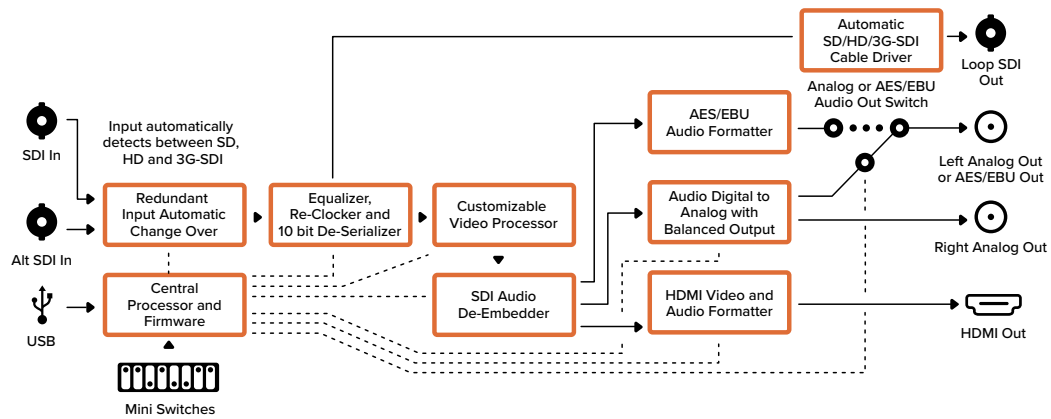 Automatic
SD/HD/3G-SDI
Cable Driver
Loop SDI
Out
Analog or AES/EBU
Audio Out Switch
SDI In
Input automatically
detects between SD,
HD and 3G-SDI
AES/EBU
Audio Formatter
Left Analog Out
or AES/EBU Out
Alt SDI In
Redundant
Input Automatic
Change Over
Equalizer,
Re-Clocker and
10 bit De-Serializer
Customizable
Video Processor
Audio Digital to
Analog with
Balanced Output
Right Analog Out
USB
Central
Processor and
Firmware
SDI Audio
De-Embedder
HDMI Video and
Audio Formatter
HDMI Out
Mini Switches